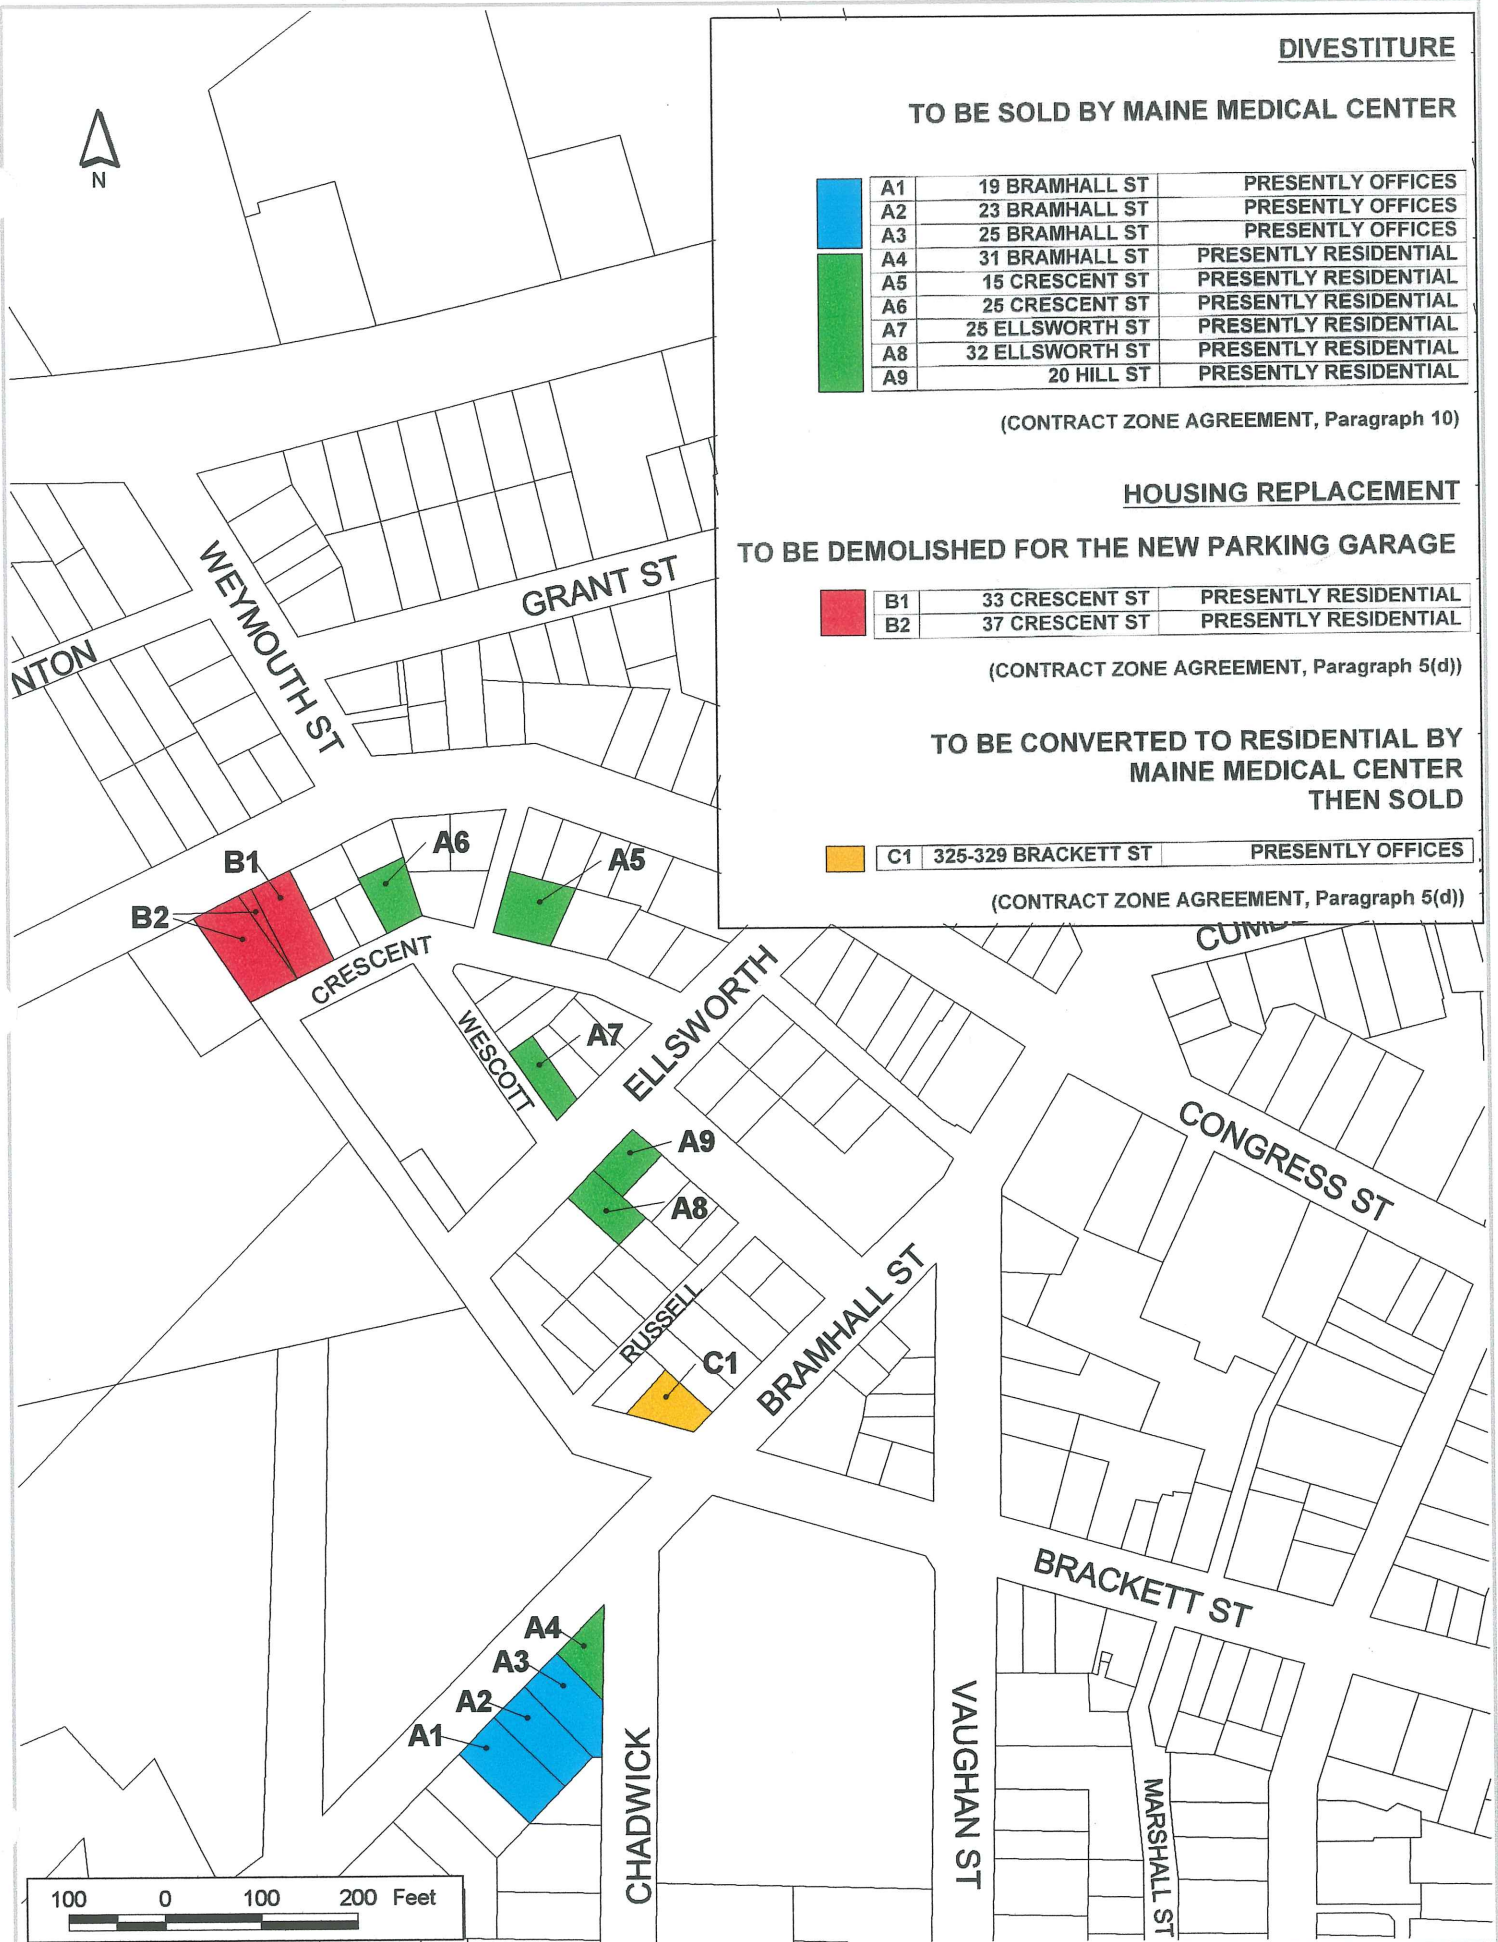 DIVESTITURE
TO BE SOLD BY MAINE MEDICAL CENTER
A1 19 BRAMHALL ST PRESENTLY OFFICES
A2 23 BRAMHALL ST PRESENTLY OFFICES
A3 25 BRAMHALL ST PRESENTLY OFFICES
A4 31 BRAMHALL ST PRESENTLY RESIDENTIAL
A5 15 CRESCENT ST PRESENTLY RESIDENTIAL
A6 25 CRESCENT ST PRESENTLY RESIDENTIAL
A7 25 ELLSWORTH ST PRESENTLY RESIDENTIAL
A8 32 ELLSWORTH ST PRESENTLY RESIDENTIAL
A9 20 HILL ST PRESENTLY RESIDENTIAL
(CONTRACT ZONE AGREEMENT, Paragraph 10)
HOUSING REPLACEMENT
TO BE DEMOLISHED FOR THE NEW PARKING GARAGE
B1 33 CRESCENT ST PRESENTLY RESIDENTIAL
B2 37 CRESCENT ST PRESENTLY RESIDENTIAL
(CONTRACT ZONE AGREEMENT, Paragraph 5(d))
TO BE CONVERTED TO RESIDENTIAL BY
MAINE MEDICAL CENTER
THEN SOLD
C1 325-329 BRACKETT ST PRESENTLY OFFICES
(CONTRACT ZONE AGREEMENT, Paragraph 5(d))
N
WEYMOUTH ST
GRANT ST
NTON
A6
B1
A5
B2
CRESCENT
ELLSWORTH
WESCOTT
A7
A9
A8
CONGRESS ST
RUSSELL
BRAMHALL ST
C1
BRACKETT ST
A4
A3
A2
A1
CHADWICK
VAUGHAN ST
MARSHALL ST
100 0 100 200 Feet